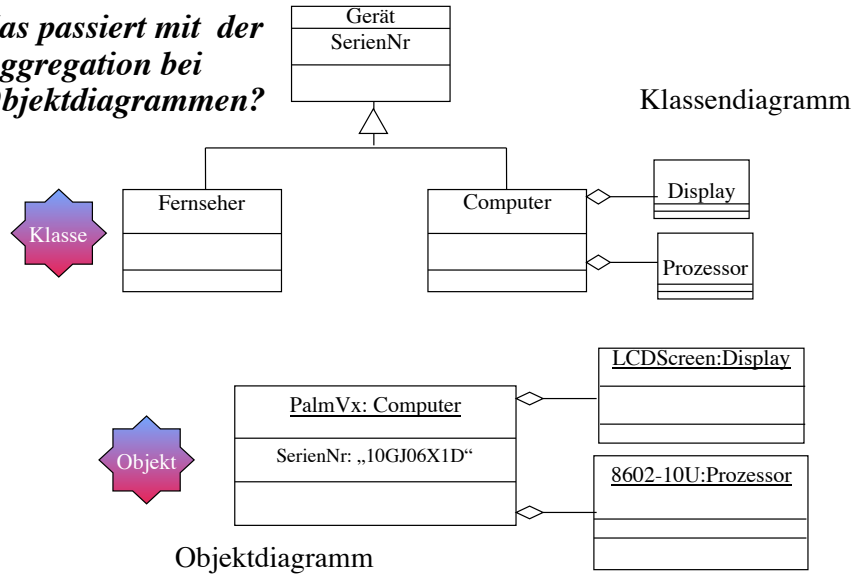 as passiert mit der
ggregation bei
bjektdiagrammen?
Gerät
SerienNr
Klassendiagramm
Klasse
Fernseher
Computer
Display
Prozessor
LCDScreen:Display
PalmVx: Computer
Objekt
SerienNr: „10GJ06X1D“
8602-10U:Prozessor
Objektdiagramm